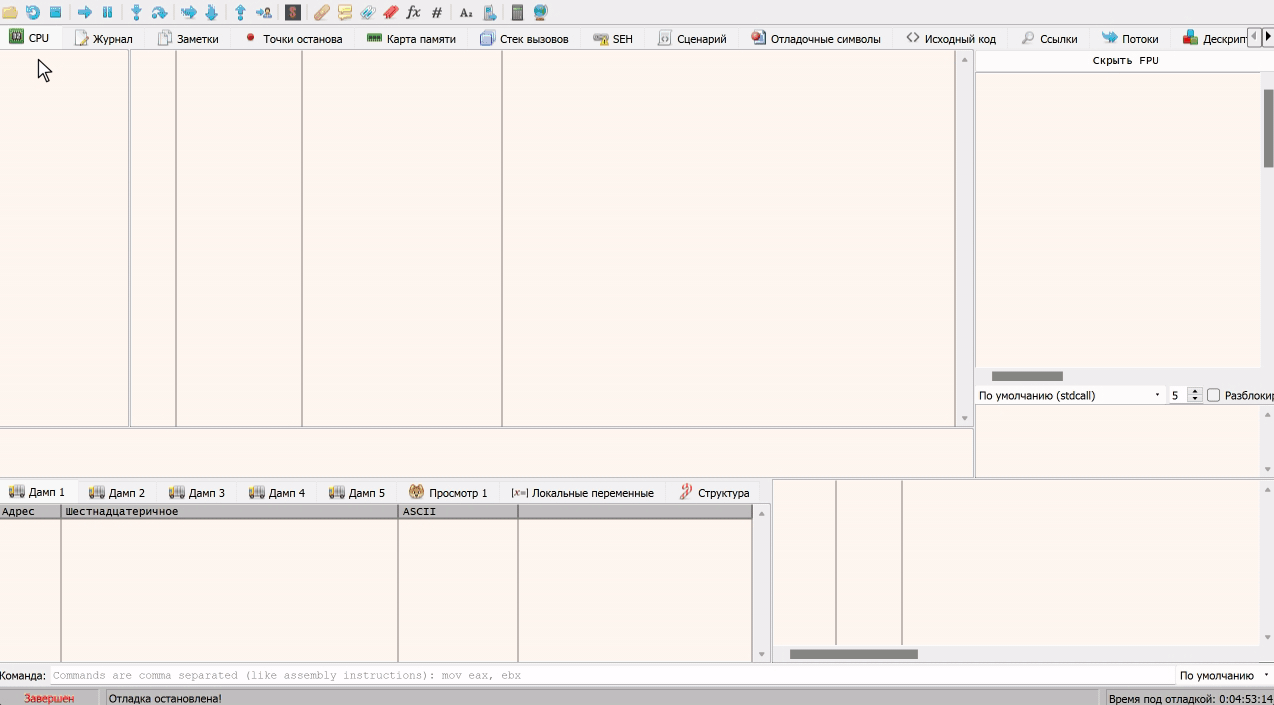 CPU Журнал Заметки Точки останова Карта памяти Стек вызовов SEH Сценарий Отладочные символы Исходный код Ссылки Потоки Дескрипт
Скрыть FPU
По умолчанию (stdcall) 5 Разблокир
Дамп 1 Дамп 2 Дамп 3 Дамп 4 Дамп 5 Просмотр 1 [x=] Локальные переменные Структура
Адрес Шестнадцатеричное ASCII
Команда: Commands are comma separated (like assembly instructions): mov eax, ebx По умолчанию
Завершен Отладка остановлена! Время под отладкой: 0:04:53:14